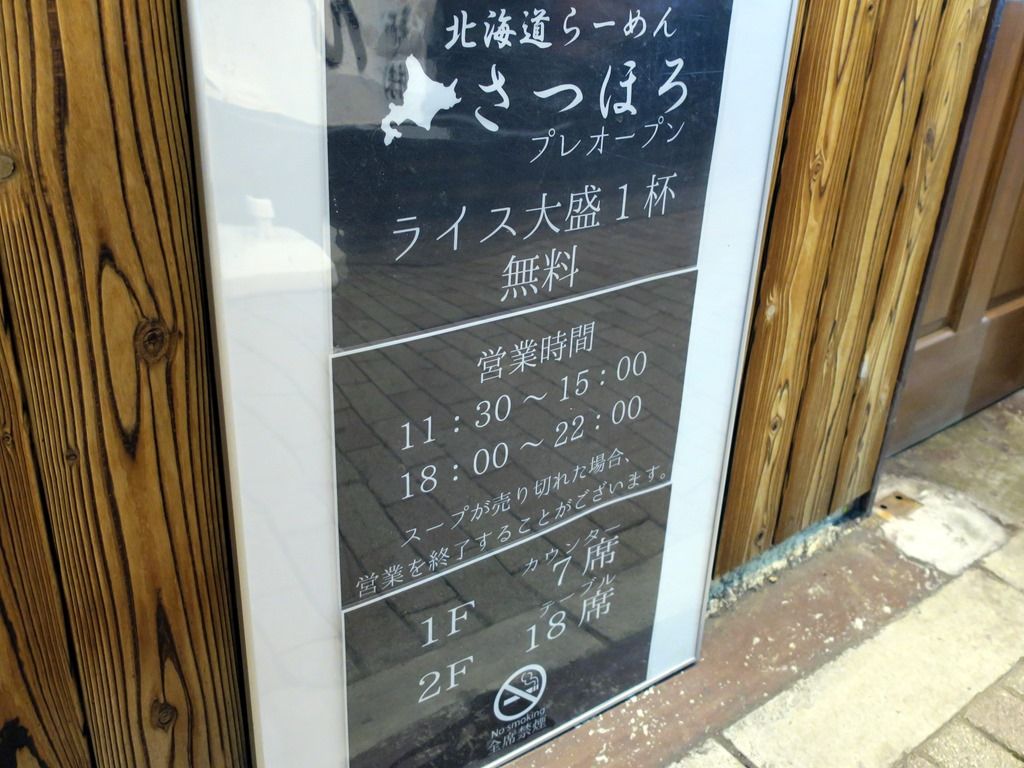 北海道らーめん
さつほろ
プレオープン
ライス大盛1杯
無料
営業時間
11：30～15：00
18：00～22：00
スープが売り切れた場合、
営業を終了することがございます。
カウンター
1F 7席
テーブル
2F 18席
No smoking
全席禁煙